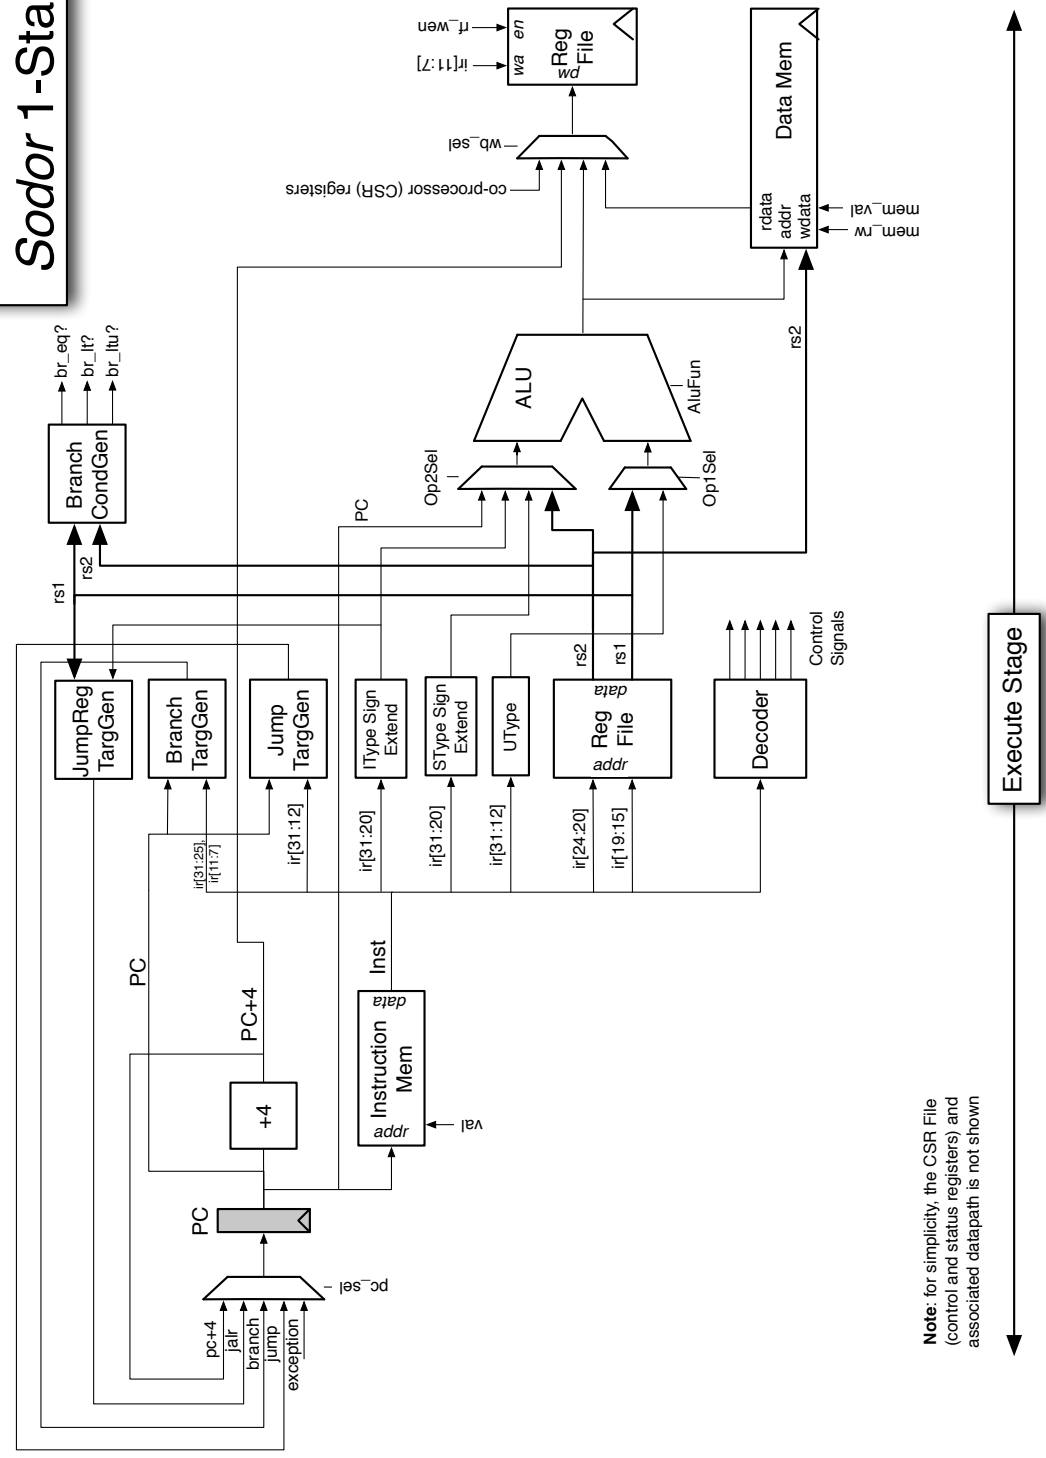 Sodor 1-Sta
br_eq?
br_lt?
br_ltu?
Branch
CondGen
rs1
rs2
JumpReg
TargGen
Branch
TargGen
Jump
TargGen
IType Sign
Extend
SType Sign
Extend
UType
Reg
File
addr
data
rs2
rs1
Decoder
Control
Signals
PC
Op2Sel
Op1Sel
ALU
AluFun
rs2
co-processor (CSR) registers
wb_sel
rf_wen
ir[11:7]
wa
en
Reg
File
wd
Data Mem
rdata
addr
wdata
mem_val
mem_rw
ir[31:25],
ir[11:7]
ir[31:12]
ir[31:20]
ir[31:20]
ir[31:12]
ir[24:20]
ir[19:15]
PC
PC+4
Inst
+4
Instruction
Mem
addr
data
val
PC
pc_sel
pc+4
jalr
branch
jump
exception
Note: for simplicity, the CSR File
(control and status registers) and
associated datapath is not shown
Execute Stage